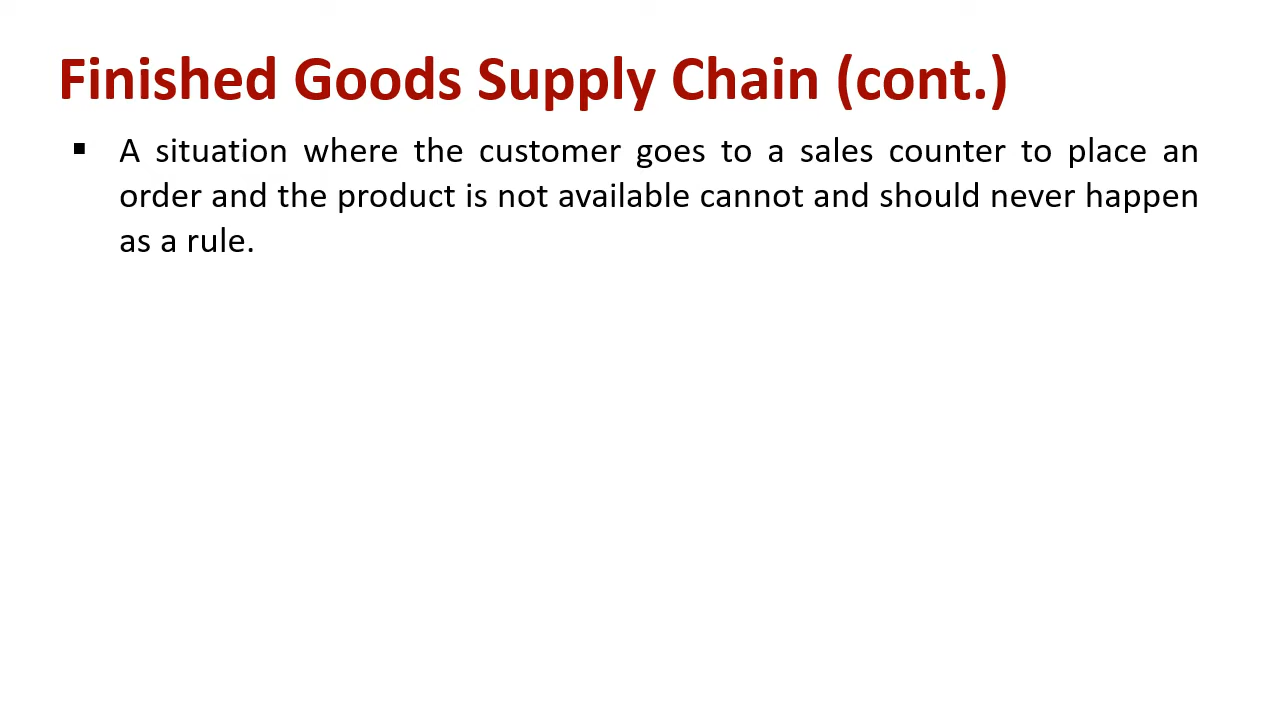 Finished Goods Supply Chain (cont.)
▪ A situation where the customer goes to a sales counter to place an
order and the product is not available cannot and should never happen
as a rule.